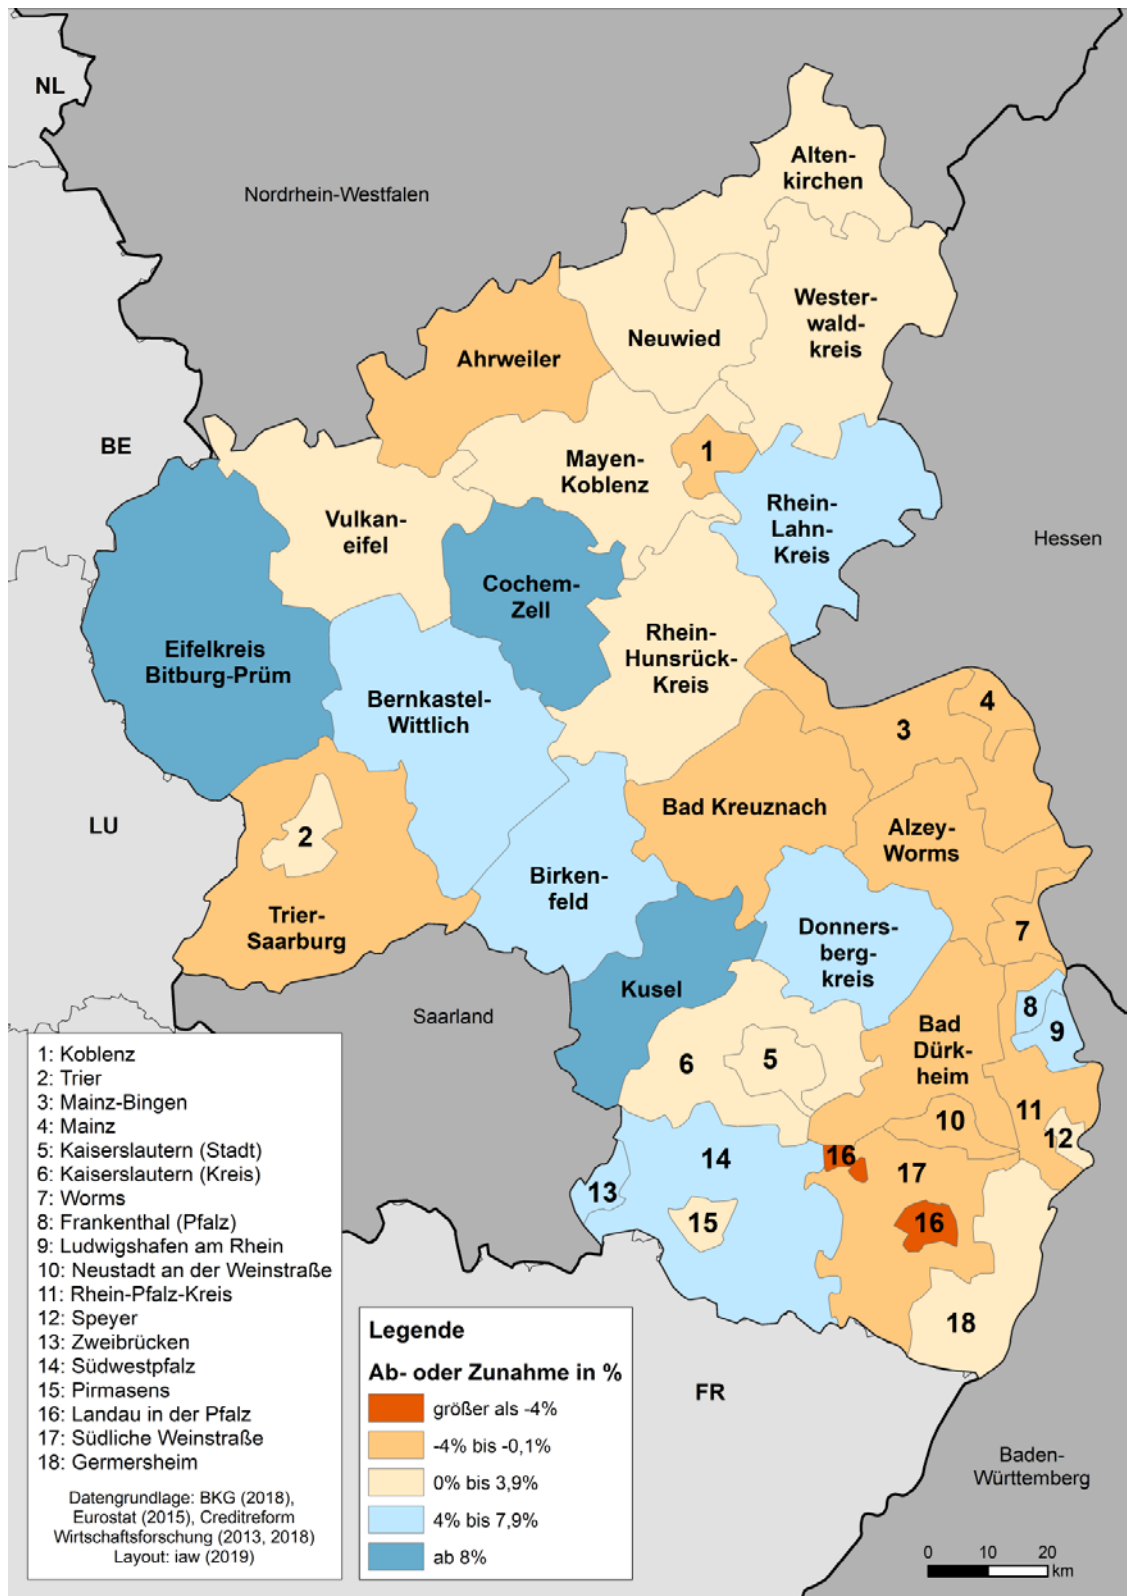 NL
Nordrhein-Westfalen
Alten-
kirchen
Wester-
wald-
kreis
Neuwied
Ahrweiler
BE
1
Mayen-
Koblenz
Vulkan-
eifel
Rhein-
Lahn-
Kreis
Hessen
Cochem-
Zell
Eifelkreis
Bitburg-Prüm
Rhein-
Hunsrück-
Kreis
Bernkastel-
Wittlich
3
4
Bad Kreuznach
LU
2
Alzey-
Worms
Birken-
feld
Trier-
Saarburg
Donners-
berg-
kreis
7
Kusel
Saarland
8
9
Bad
Dürk-
heim
6
5
10
11
12
14
16
17
13
15
16
18
1: Koblenz
2: Trier
3: Mainz-Bingen
4: Mainz
5: Kaiserslautern (Stadt)
6: Kaiserslautern (Kreis)
7: Worms
8: Frankenthal (Pfalz)
9: Ludwigshafen am Rhein
10: Neustadt an der Weinstraße
11: Rhein-Pfalz-Kreis
12: Speyer
13: Zweibrücken
14: Südwestpfalz
15: Pirmasens
16: Landau in der Pfalz
17: Südliche Weinstraße
18: Germersheim
Datengrundlage: BKG (2018),
Eurostat (2015), Creditreform
Wirtschaftsforschung (2013, 2018)
Layout: iaw (2019)
Legende
Ab- oder Zunahme in %
größer als -4%
-4% bis -0,1%
0% bis 3,9%
4% bis 7,9%
ab 8%
FR
Baden-
Württemberg
0 10 20
km